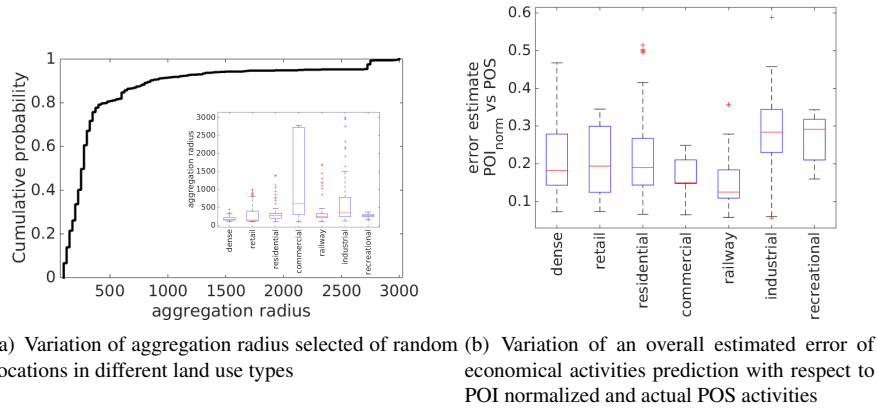 1
0.8
0.6
0.4
0.2
0
Cumulative probability
500
1000
1500
2000
2500
3000
aggregation radius
3000
2500
2000
1500
1000
500
0
aggregation radius
dense
retail
residential
commercial
railway
industrial
recreational
0.6
0.5
0.4
0.3
0.2
0.1
error estimate
POInorm vs POS
dense
retail
residential
commercial
railway
industrial
recreational
a) Variation of aggregation radius selected of random
ocations in different land use types
(b) Variation of an overall estimated error of
economical activities prediction with respect to
POI normalized and actual POS activities